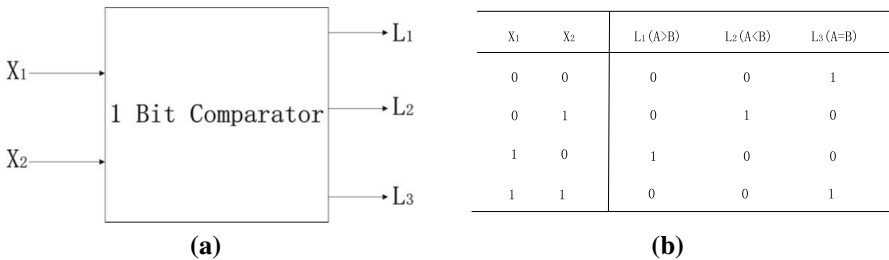 X1
X2
1 Bit Comparator
L1
L2
L3
(a)
X1 X2 L1(A>B) L2(A<B) L3(A=B)
0 0 0 0 1
0 1 0 1 0
1 0 1 0 0
1 1 0 0 1
(b)